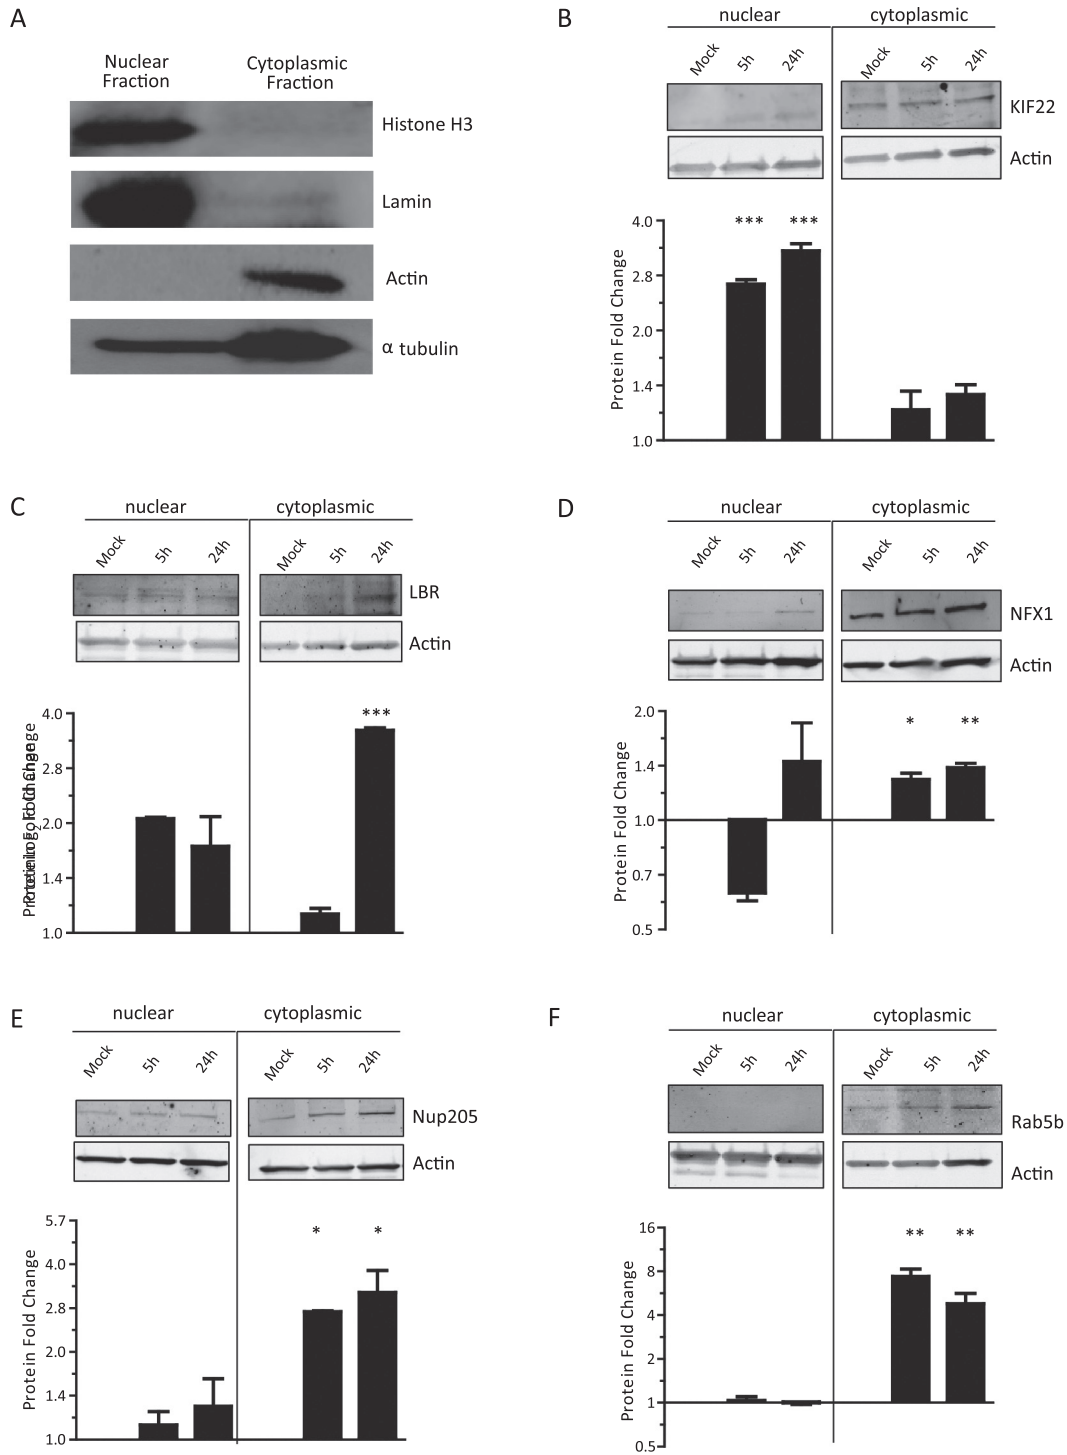 A
Nuclear
Fraction
Cytoplasmic
Fraction
Histone H3
Lamin
Actin
α tubulin
B
nuclear
cytoplasmic
Mock
5h
24h
Mock
5h
24h
KIF22
Actin
Protein Fold Change
4.0
2.8
2.0
1.4
1.0
***
***
C
nuclear
cytoplasmic
Mock
5h
24h
Mock
5h
24h
LBR
Actin
Protein Fold Change
4.0
2.8
2.0
1.4
1.0
***
D
nuclear
cytoplasmic
Mock
5h
24h
Mock
5h
24h
NFX1
Actin
Protein Fold Change
2.0
1.4
1.0
0.7
0.5
*
**
E
nuclear
cytoplasmic
Mock
5h
24h
Mock
5h
24h
Nup205
Actin
Protein Fold Change
5.7
4.0
2.8
2.0
1.4
1.0
*
*
F
nuclear
cytoplasmic
Mock
5h
24h
Mock
5h
24h
Rab5b
Actin
Protein Fold Change
16
8
4
2
1
0.5
**
**